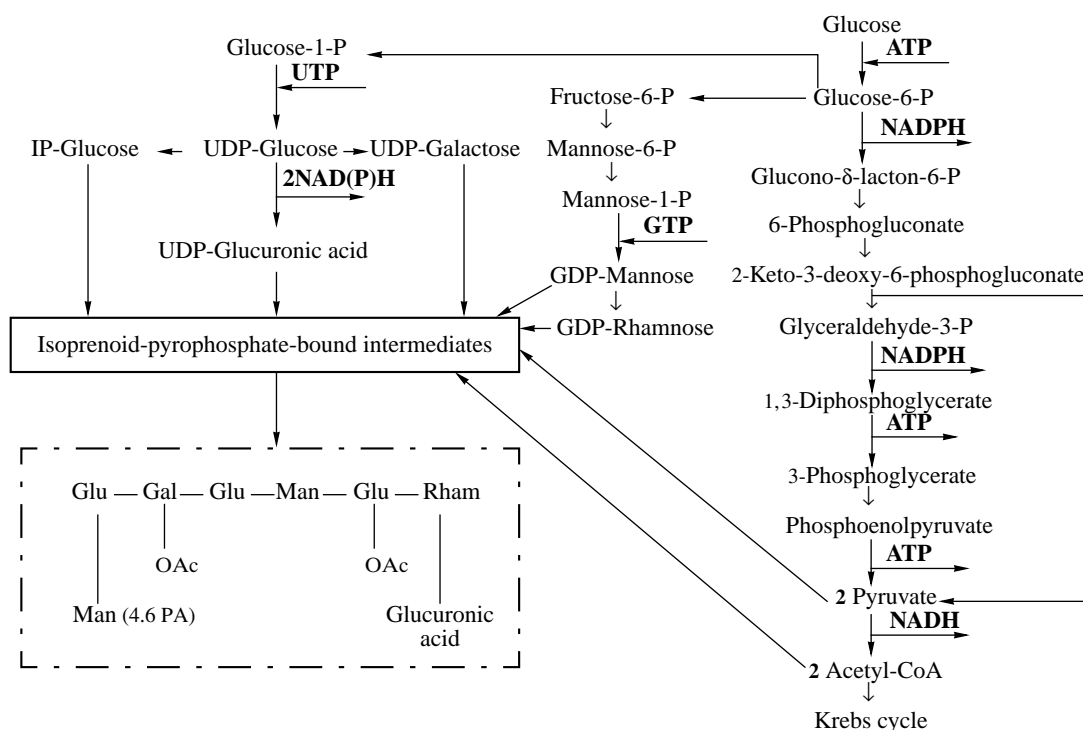 Glucose
Glucose-1-P
ATP
UTP
Fructose-6-P
Glucose-6-P
NADPH
IP-Glucose
UDP-Glucose
UDP-Galactose
Mannose-6-P
2NAD(P)H
Glucono-δ-lacton-6-P
Mannose-1-P
6-Phosphogluconate
GTP
UDP-Glucuronic acid
GDP-Mannose
2-Keto-3-deoxy-6-phosphogluconate
GDP-Rhamnose
Glyceraldehyde-3-P
Isoprenoid-pyrophosphate-bound intermediates
NADPH
1,3-Diphosphoglycerate
ATP
3-Phosphoglycerate
Glu — Gal — Glu — Man — Glu — Rham
Phosphoenolpyruvate
OAc
OAc
ATP
2 Pyruvate
Man (4.6 PA)
Glucuronic
acid
NADH
2 Acetyl-CoA
Krebs cycle